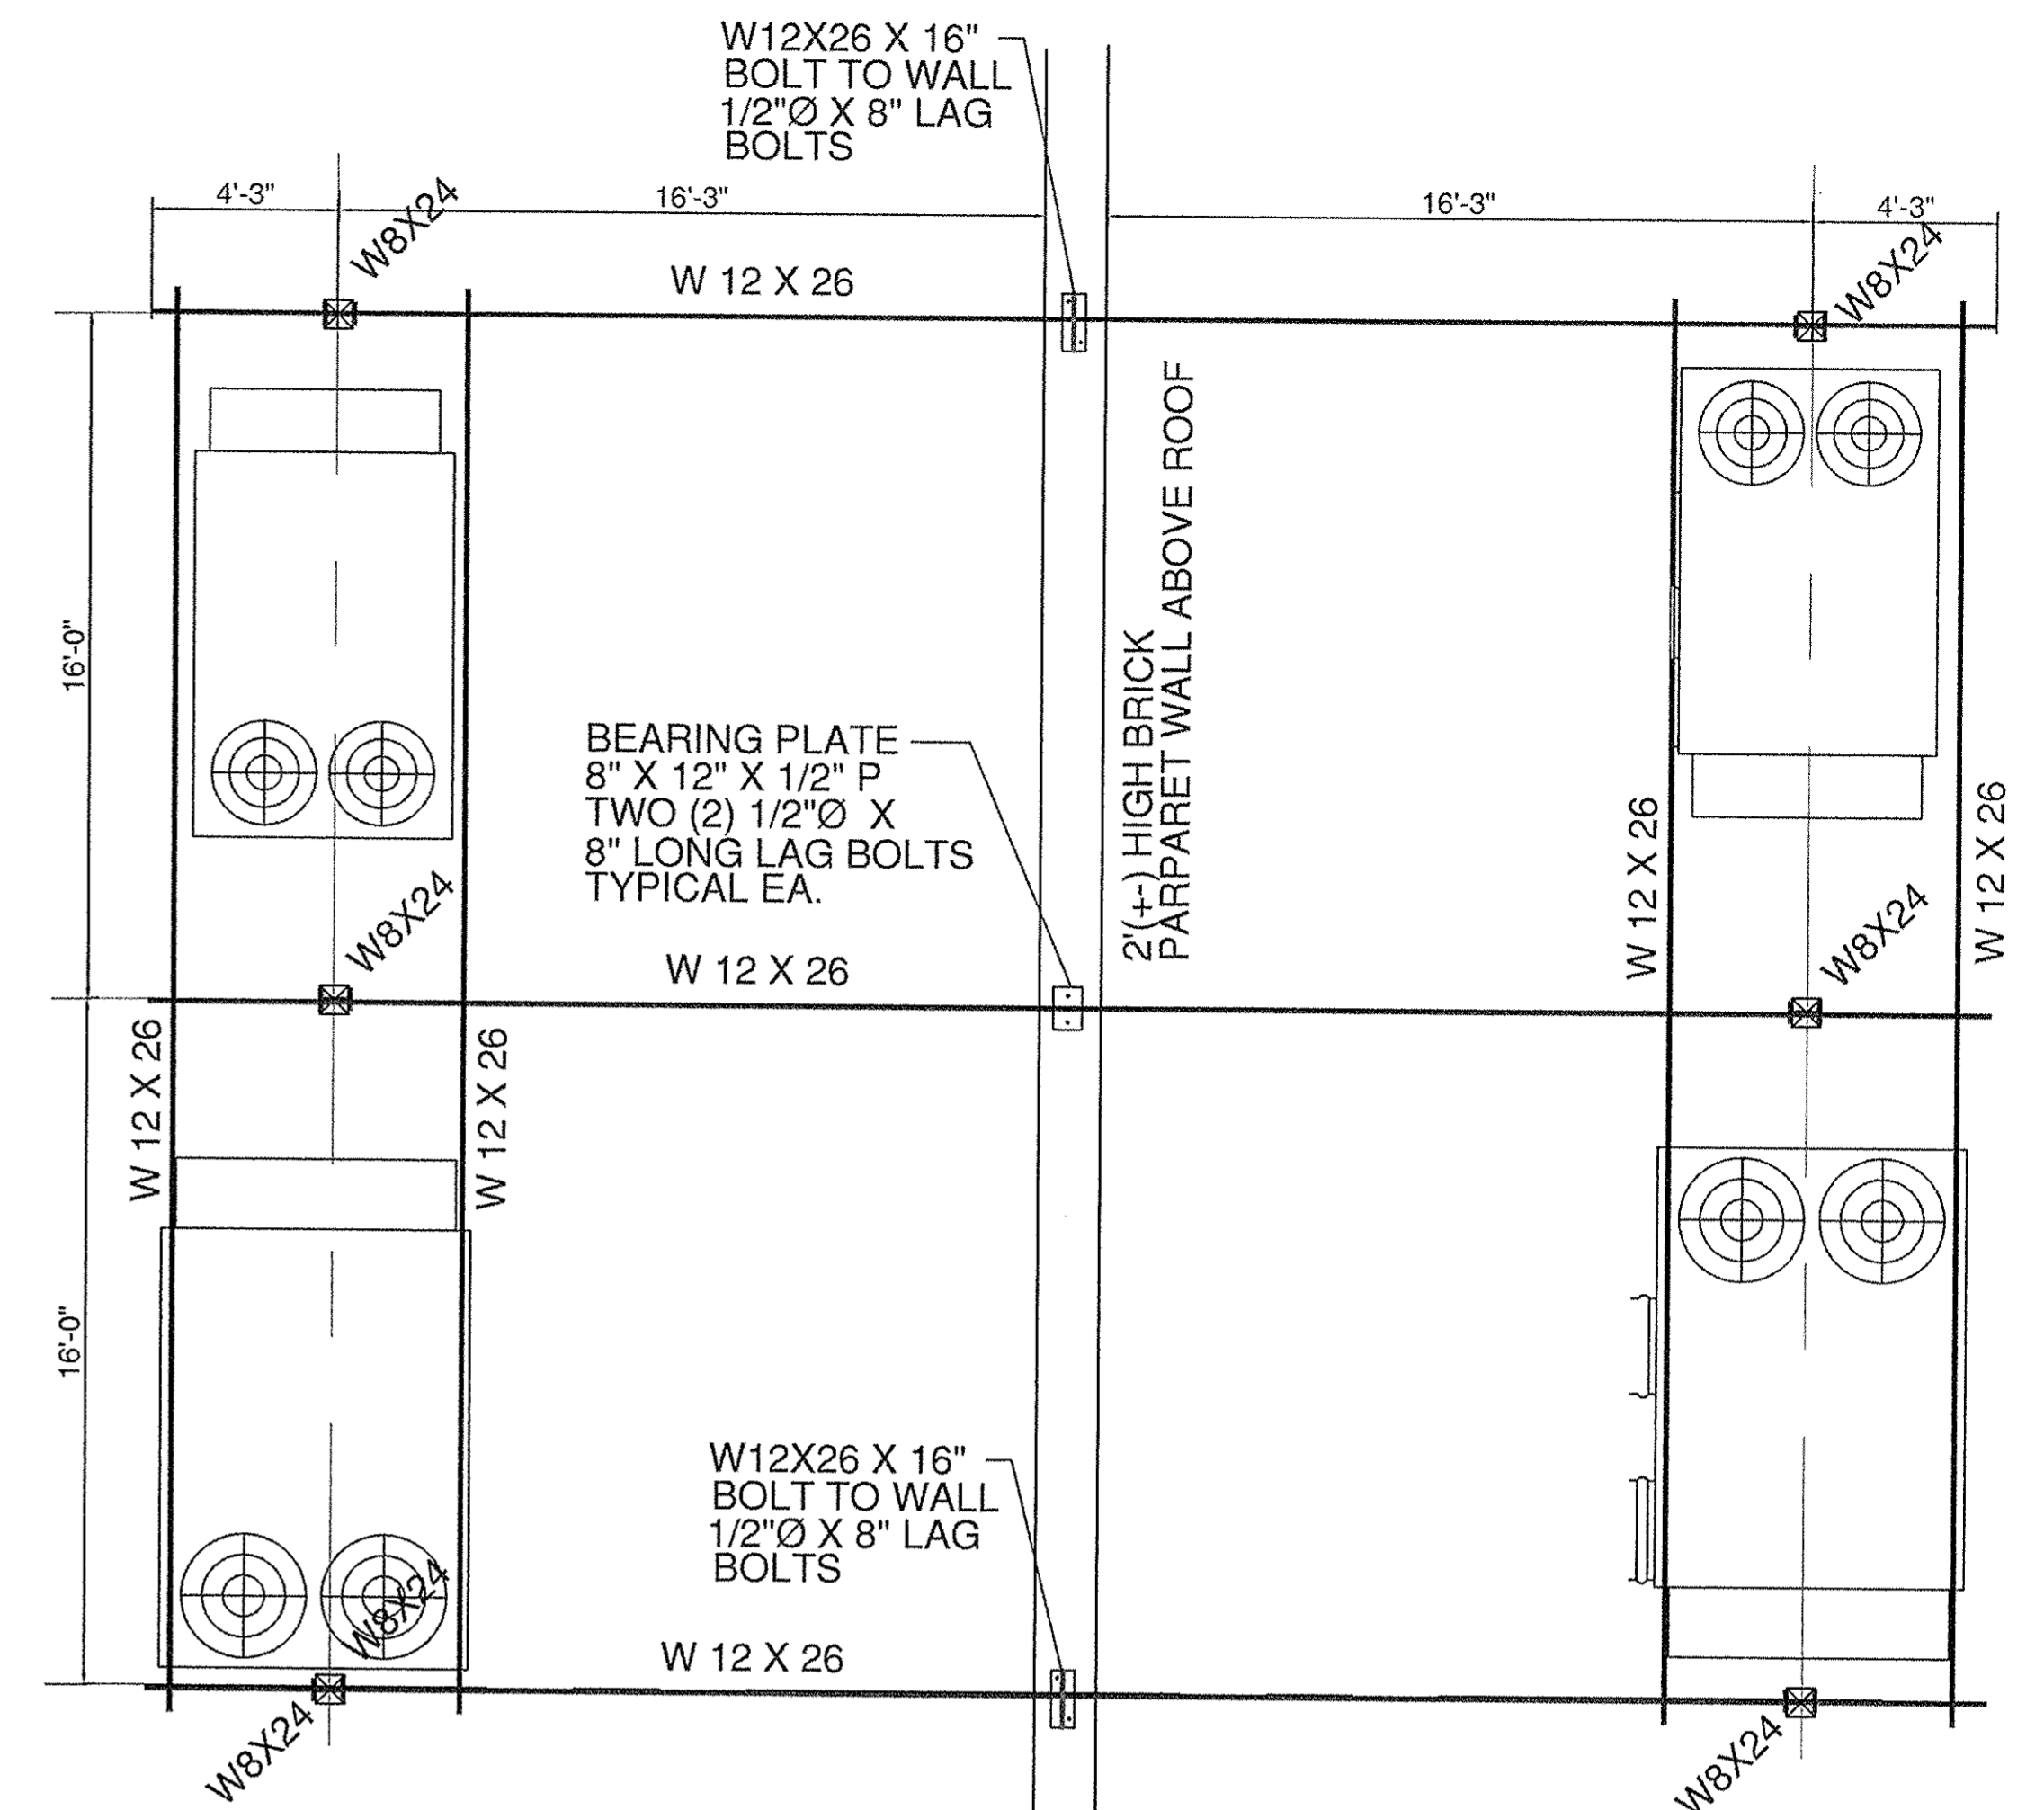 W12X26 X 16"
BOLT TO WALL
1/2"Ø X 8" LAG
BOLTS
4'-3"
16'-3"
16'-3"
4'-3"
W8X24
W8X24
W 12 X 26
16'-0"
2'(+-) HIGH BRICK
PARPARET WALL ABOVE ROOF
BEARING PLATE
8" X 12" X 1/2" P
TWO (2) 1/2"Ø X
8" LONG LAG BOLTS
TYPICAL EA.
W 12 X 26
W 12 X 26
W8X24
W8X24
W 12 X 26
W 12 X 26
W 12 X 26
16'-0"
W12X26 X 16"
BOLT TO WALL
1/2"Ø X 8" LAG
BOLTS
W8X24
W 12 X 26
W8X24
W8X24